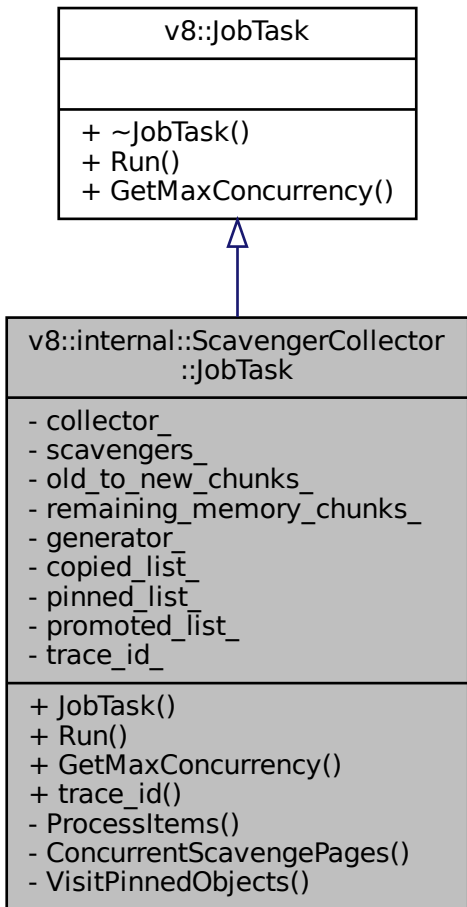 v8::JobTask
+ ~JobTask()
+ Run()
+ GetMaxConcurrency()
v8::internal::ScavengerCollector
::JobTask
- collector_
- scavengers_
- old_to_new_chunks_
- remaining_memory_chunks_
- generator_
- copied_list_
- pinned_list_
- promoted_list_
- trace_id_
+ JobTask()
+ Run()
+ GetMaxConcurrency()
+ trace_id()
- ProcessItems()
- ConcurrentScavengePages()
- VisitPinnedObjects()